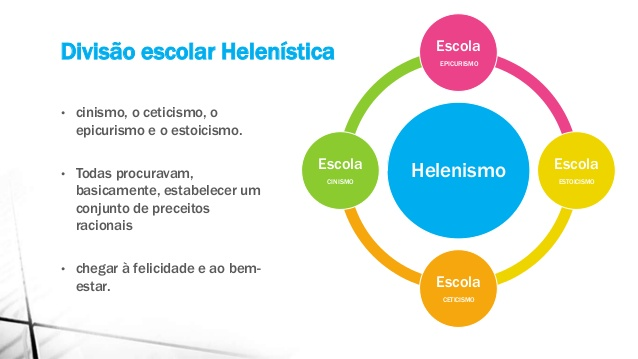 Divisão escolar Helenística
• cinismo, o ceticismo, o
epicurismo e o estoicismo.
• Todas procuravam,
basicamente, estabelecer um
conjunto de preceitos
racionais
• chegar à felicidade e ao bem-
estar.
Escola
EPICURISMO
Escola
CINISMO
Helenismo
Escola
ESTOICISMO
Escola
CETICISMO